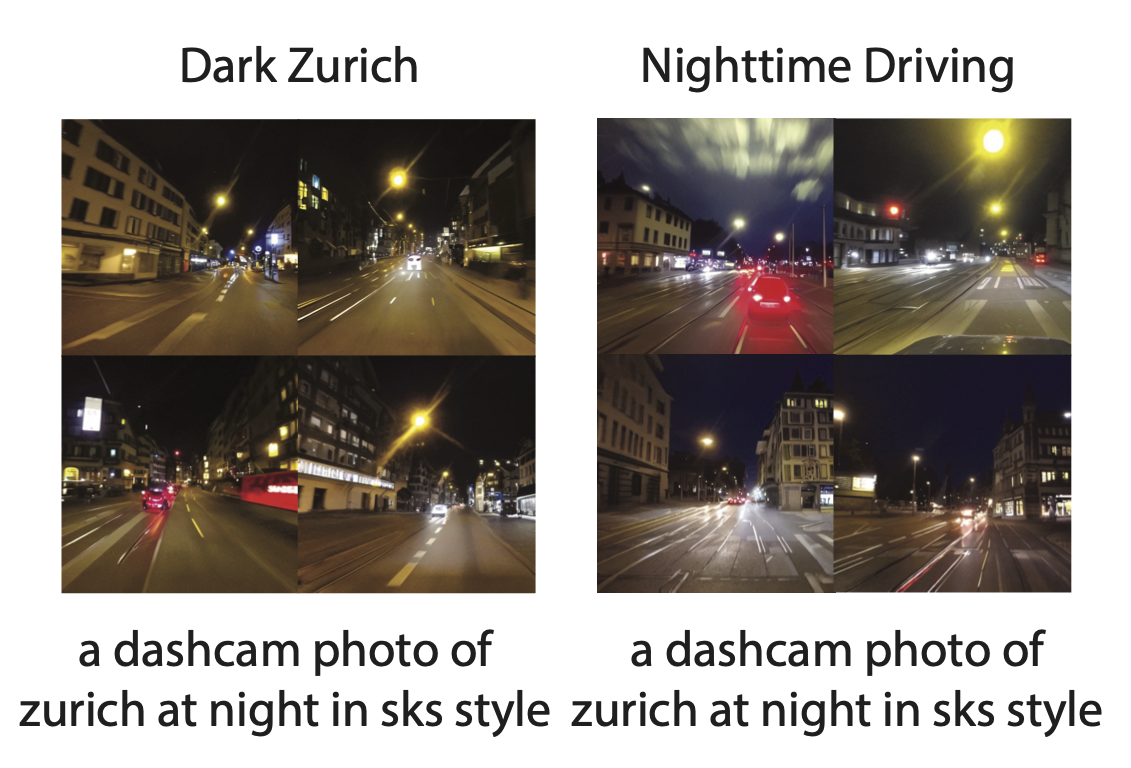 Dark Zurich
Nighttime Driving
a dashcam photo of
zurich at night in sks style
a dashcam photo of
zurich at night in sks style